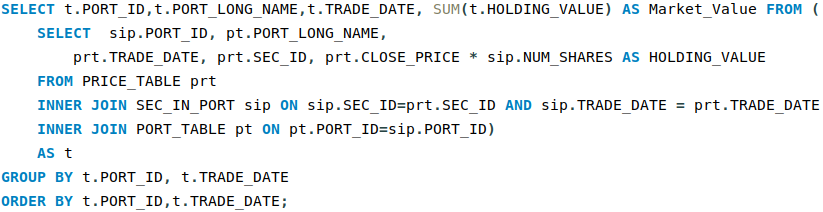 SELECT t.PORT_ID,t.PORT_LONG_NAME,t.TRADE_DATE, SUM(t.HOLDING_VALUE) AS Market_Value FROM (
SELECT  sip.PORT_ID, pt.PORT_LONG_NAME,
prt.TRADE_DATE, prt.SEC_ID, prt.CLOSE_PRICE * sip.NUM_SHARES AS HOLDING_VALUE
FROM PRICE_TABLE prt
INNER JOIN SEC_IN_PORT sip ON sip.SEC_ID=prt.SEC_ID AND sip.TRADE_DATE = prt.TRADE_DATE
INNER JOIN PORT_TABLE pt ON pt.PORT_ID=sip.PORT_ID)
AS t
GROUP BY t.PORT_ID, t.TRADE_DATE
ORDER BY t.PORT_ID,t.TRADE_DATE;